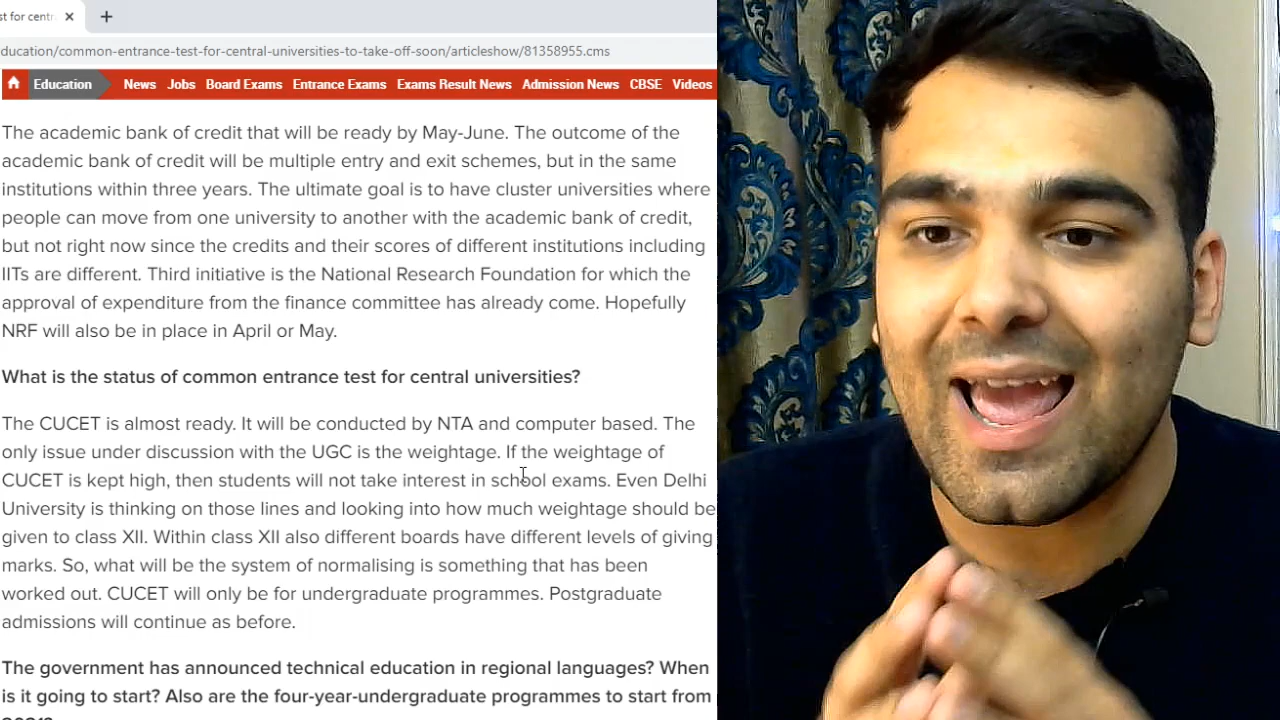 st for centr
ducation/common-entrance-test-for-central-universities-to-take-off-soon/articleshow/81358955.cms
Education News Jobs Board Exams Entrance Exams Exams Result News Admission News CBSE Videos
The academic bank of credit that will be ready by May-June. The outcome of the
academic bank of credit will be multiple entry and exit schemes, but in the same
institutions within three years. The ultimate goal is to have cluster universities where
people can move from one university to another with the academic bank of credit,
but not right now since the credits and their scores of different institutions including
IITs are different. Third initiative is the National Research Foundation for which the
approval of expenditure from the finance committee has already come. Hopefully
NRF will also be in place in April or May.
What is the status of common entrance test for central universities?
The CUCET is almost ready. It will be conducted by NTA and computer based. The
only issue under discussion with the UGC is the weightage. If the weightage of
CUCET is kept high, then students will not take interest in school exams. Even Delhi
University is thinking on those lines and looking into how much weightage should be
given to class XII. Within class XII also different boards have different levels of giving
marks. So, what will be the system of normalising is something that has been
worked out. CUCET will only be for undergraduate programmes. Postgraduate
admissions will continue as before.
The government has announced technical education in regional languages? When
is it going to start? Also are the four-year-undergraduate programmes to start from